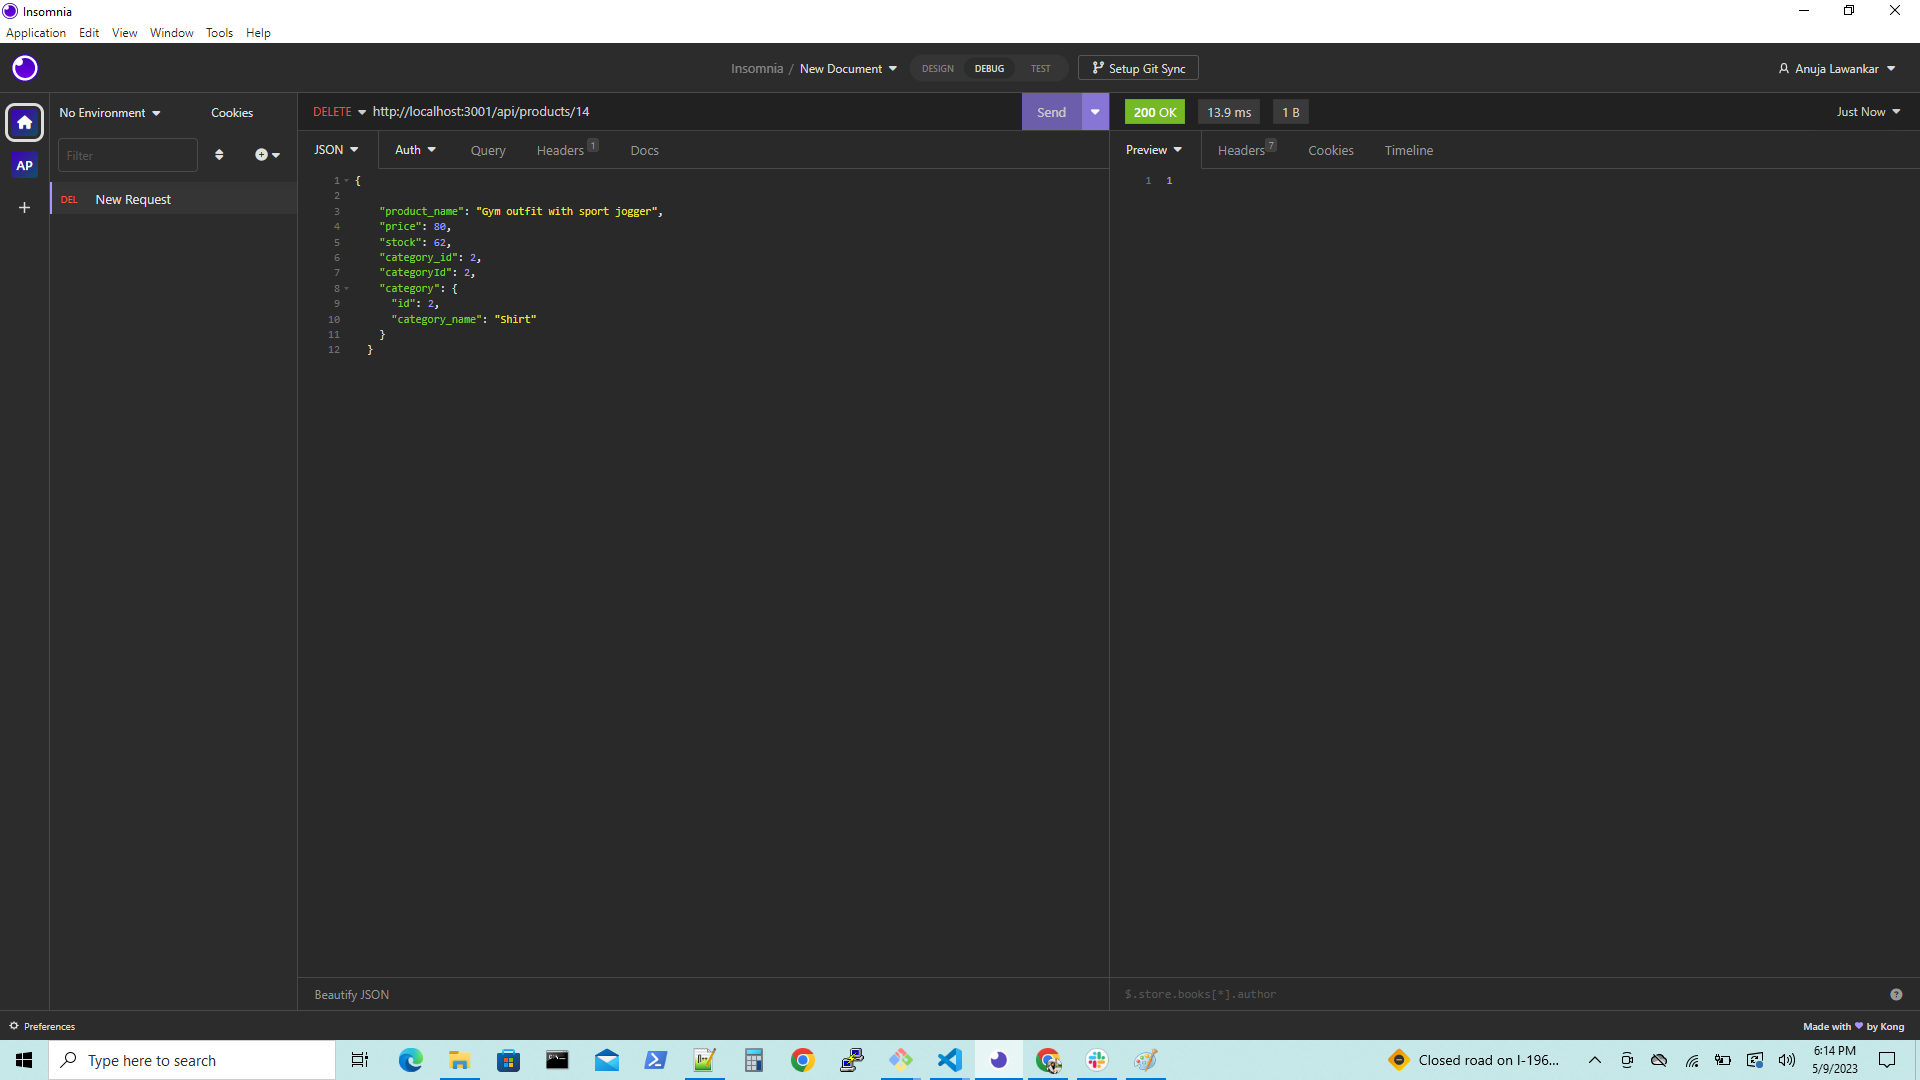 Insomnia
Application Edit View Window Tools Help
Insomnia / New Document DESIGN DEBUG TEST Setup Git Sync Anuja Lawankar
No Environment Cookies DELETE http://localhost:3001/api/products/14 Send 200 OK 13.9 ms 1 B Just Now
Filter JSON Auth Query Headers 1 Docs Preview Headers 7 Cookies Timeline
AP
DEL New Request
1 {
2
3 "product_name": "Gym outfit with sport jogger",
4 "price": 80,
5 "stock": 62,
6 "category_id": 2,
7 "categoryId": 2,
8 "category": {
9 "id": 2,
10 "category_name": "Shirt"
11 }
12 }
1 1
Beautify JSON $.store.books[*].author
Preferences Made with by Kong
Type here to search Closed road on I-196... 6:14 PM
5/9/2023